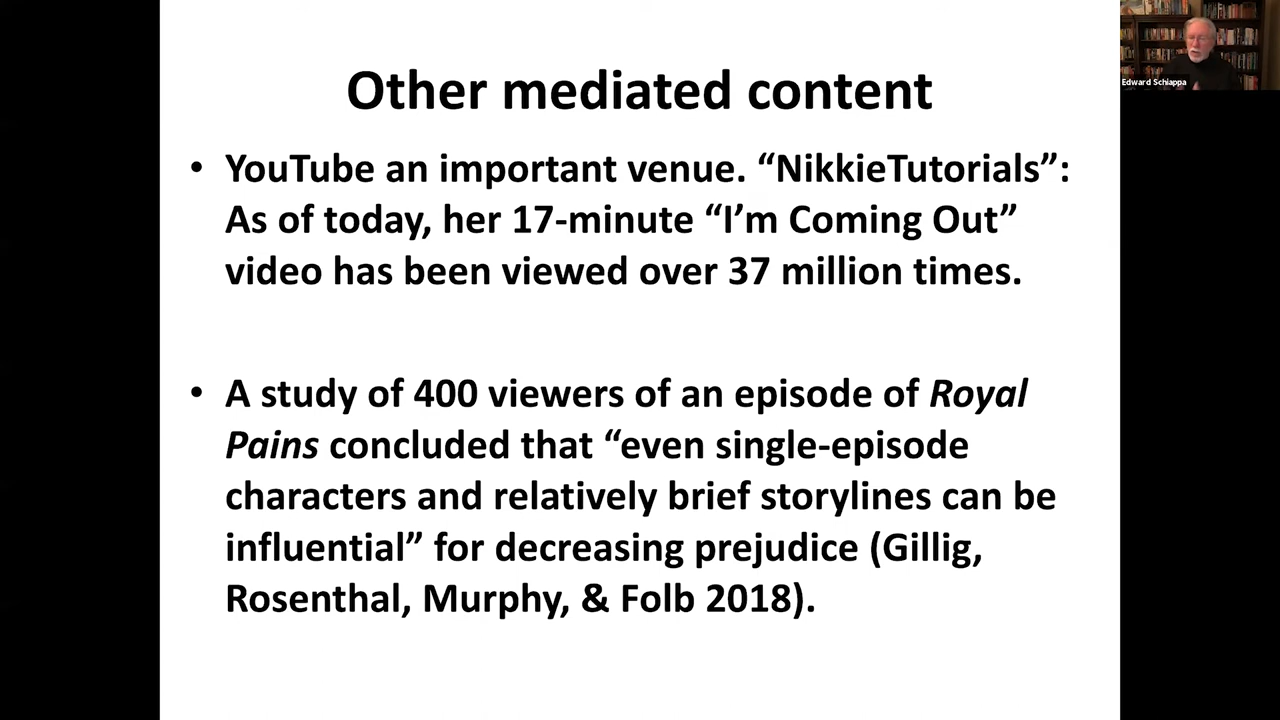 Other mediated content
• YouTube an important venue. “NikkieTutorials”:
As of today, her 17-minute “I’m Coming Out”
video has been viewed over 37 million times.
• A study of 400 viewers of an episode of Royal
Pains concluded that “even single-episode
characters and relatively brief storylines can be
influential” for decreasing prejudice (Gillig,
Rosenthal, Murphy, & Folb 2018).
Edward Schiappa